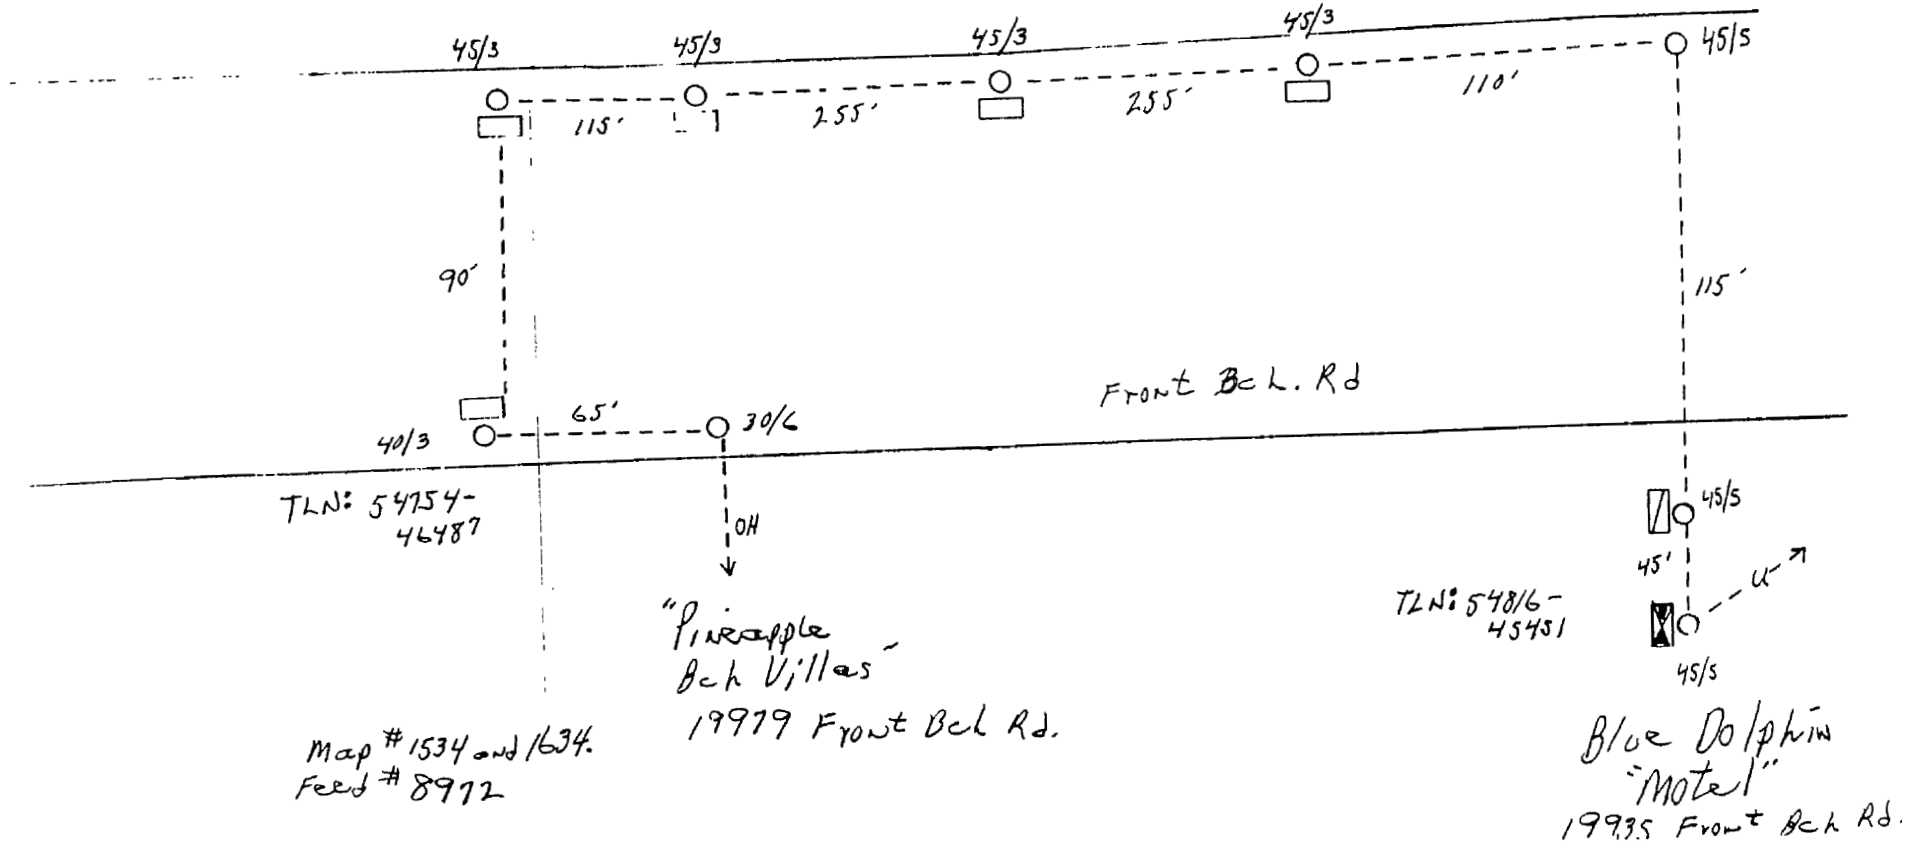 45/3
45/3
45/3
45/3
45/5
115'
255'
255'
110'
90'
115'
Front Bch. Rd
65'
30/6
40/3
TLN: 54754-
46487
OH
45/5
45'
U
TLN: 54816-
45451
45/5
"Pineapple
Bch Villas"
19979 Front Bch Rd.
Map #1534 and 1634.
Feed # 8972
Blue Dolphin
"Motel"
19935 Front Bch Rd.